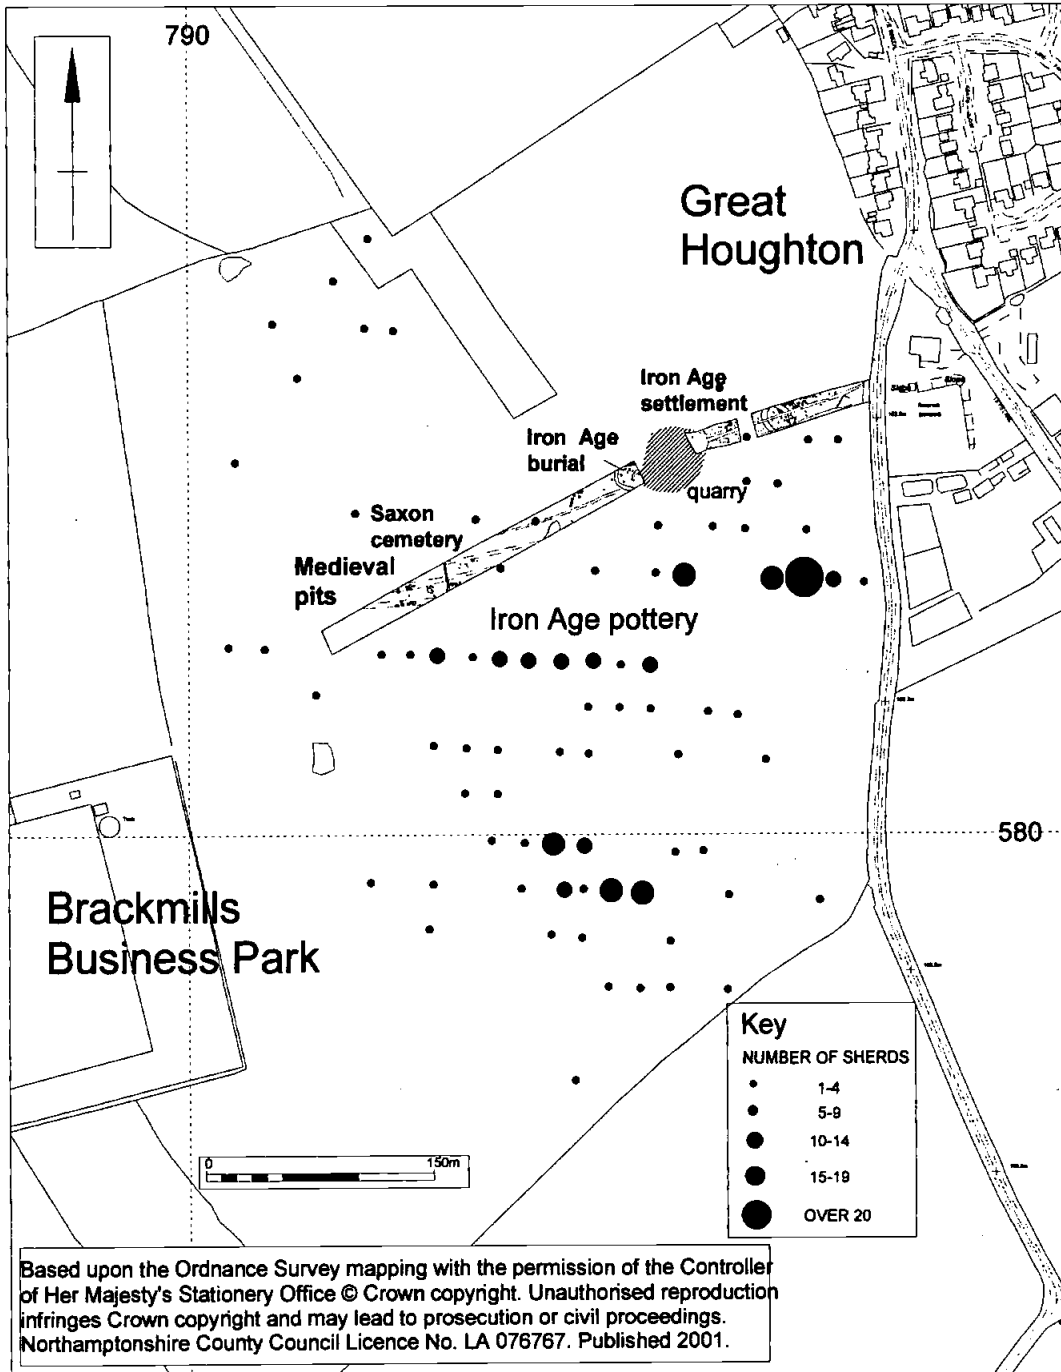 790
Great
Houghton
Iron Age
settlement
Iron Age
burial
quarry
Saxon
cemetery
Medieval
pits
Iron Age pottery
580
Brackmills
Business Park
Key
NUMBER OF SHERDS
1-4
5-9
10-14
15-19
OVER 20
0 150m
Based upon the Ordnance Survey mapping with the permission of the Controller
of Her Majesty's Stationery Office © Crown copyright. Unauthorised reproduction
infringes Crown copyright and may lead to prosecution or civil proceedings.
Northamptonshire County Council Licence No. LA 076767. Published 2001.